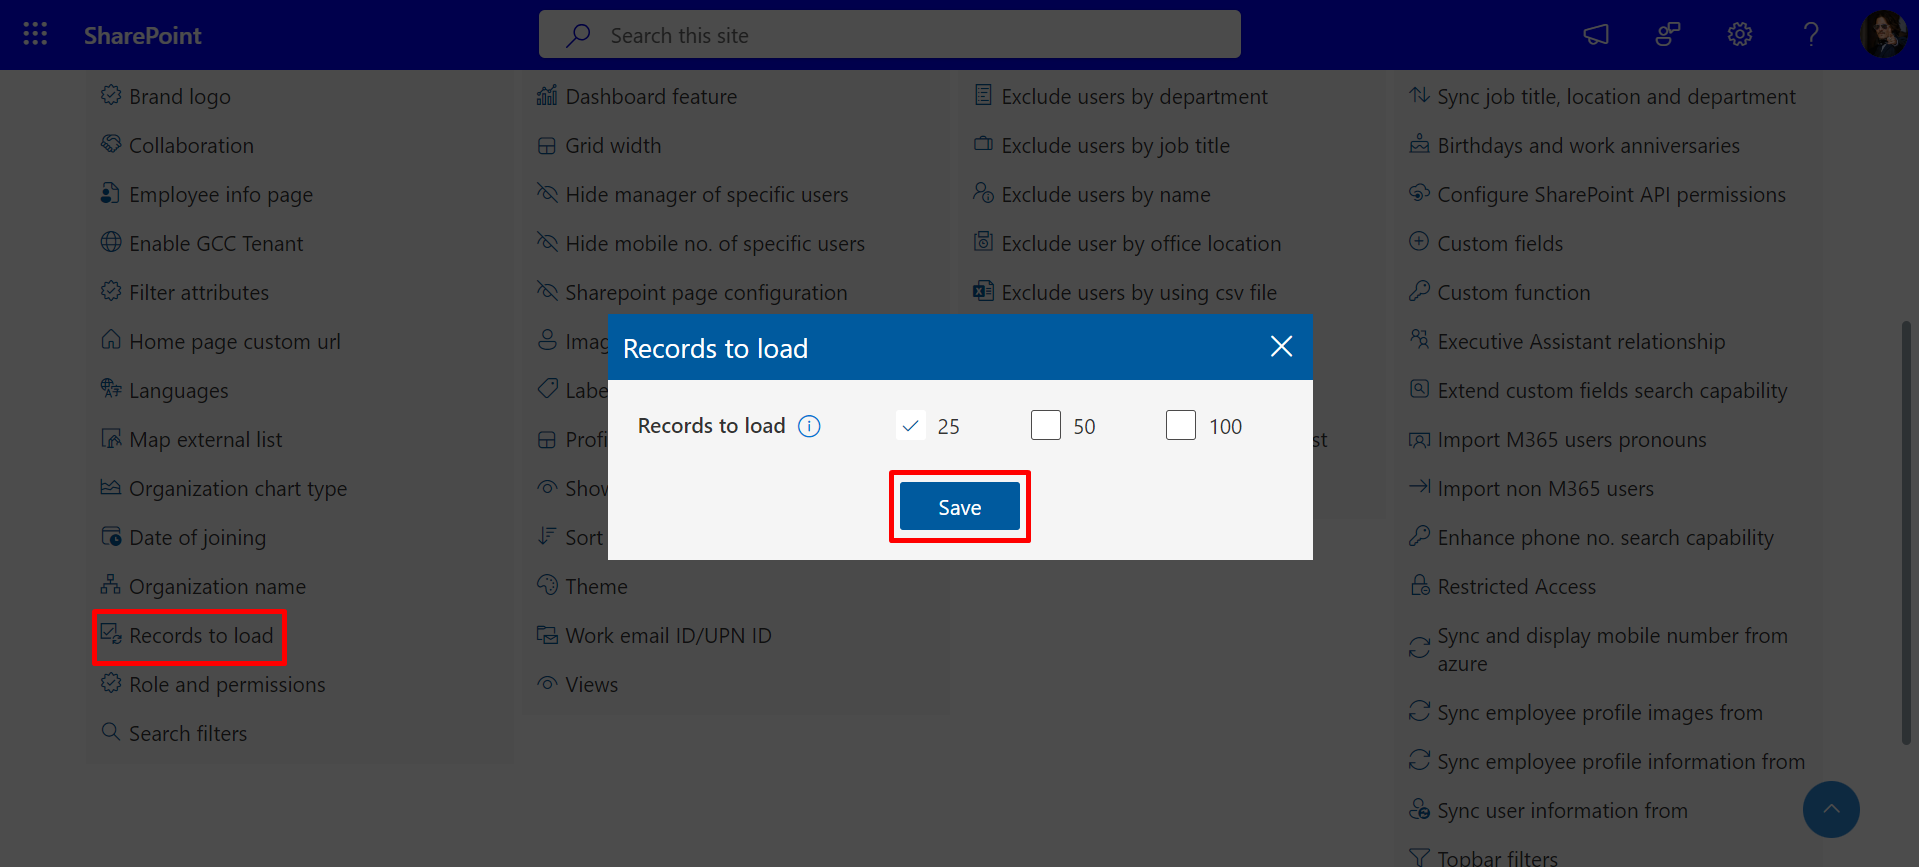 SharePoint
Search this site
Brand logo
Collaboration
Employee info page
Enable GCC Tenant
Filter attributes
Home page custom url
Languages
Map external list
Organization chart type
Date of joining
Organization name
Records to load
Role and permissions
Search filters
Dashboard feature
Grid width
Hide manager of specific users
Hide mobile no. of specific users
Sharepoint page configuration
Imag
Labe
Profi
Show
Sort
Theme
Work email ID/UPN ID
Views
Exclude users by department
Exclude users by job title
Exclude users by name
Exclude user by office location
Exclude users by using csv file
st
Records to load
Records to load
25
50
100
Save
Sync job title, location and department
Birthdays and work anniversaries
Configure SharePoint API permissions
Custom fields
Custom function
Executive Assistant relationship
Extend custom fields search capability
Import M365 users pronouns
Import non M365 users
Enhance phone no. search capability
Restricted Access
Sync and display mobile number from
azure
Sync employee profile images from
Sync employee profile information from
Sync user information from
Topbar filters